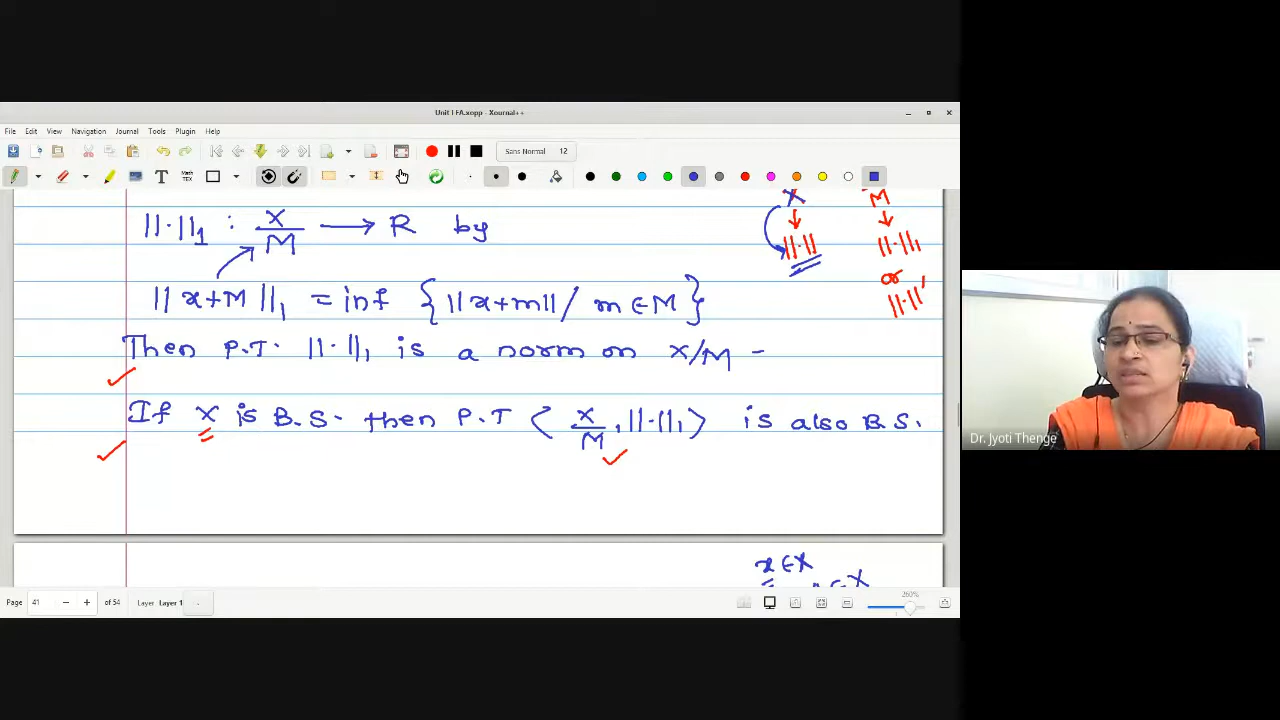 Unit I FA.xopp - Xournal++
File Edit View Navigation Journal Tools Plugin Help
Sans Normal 12
||·||₁ : X/M → R by
X
↓
||·||
M
↓
||·||₁
or
||·||'
||x+M||₁ = inf {||x+m|| / m ∈ M}
Then P.T. ||·||₁ is a norm on X/M -
If X is B.S. then P.T (X/M, ||·||₁) is also B.S.
x ∈ X
∈ X
Page 41 of 54 Layer Layer 1 260%
Dr. Jyoti Thenge